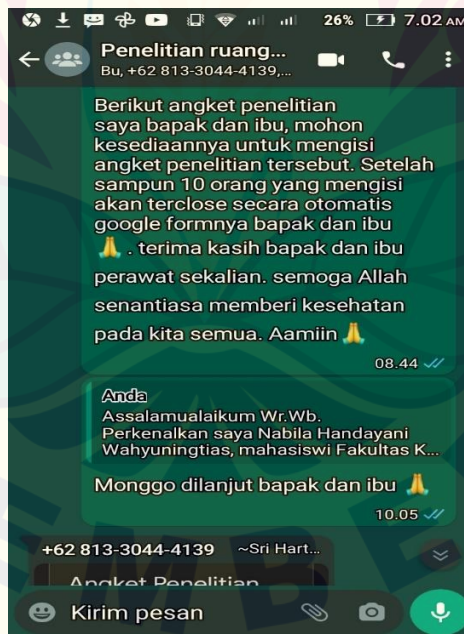 26% 7.02 AM
Penelitian ruang...
Bu, +62 813-3044-4139,...
Berikut angket penelitian
saya bapak dan ibu, mohon
kesediaannya untuk mengisi
angket penelitian tersebut. Setelah
sampun 10 orang yang mengisi
akan terclose secara otomatis
google formnya bapak dan ibu
🙏 . terima kasih bapak dan ibu
perawat sekalian. semoga Allah
senantiasa memberi kesehatan
pada kita semua. Aamiin 🙏
08.44
Anda
Assalamualaikum Wr.Wb.
Perkenalkan saya Nabila Handayani
Wahyuningtias, mahasiswi Fakultas K...
Monggo dilanjut bapak dan ibu 🙏
10.05
+62 813-3044-4139 ~Sri Hart...
Angket Penelitian
Kirim pesan